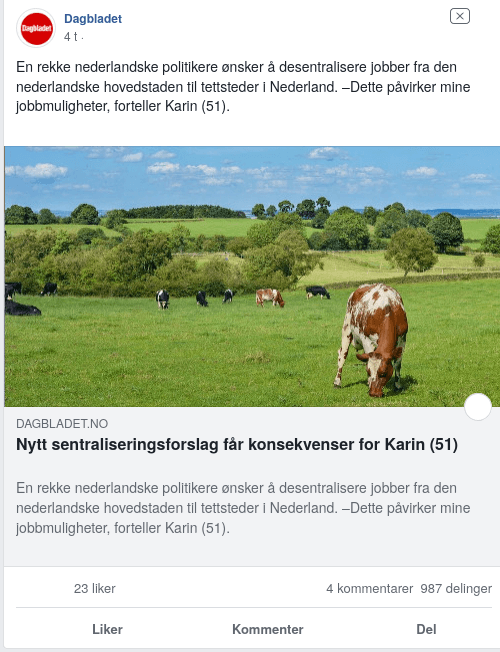 Dagbladet
Dagbladet
4 t ·
En rekke nederlandske politikere ønsker å desentralisere jobber fra den
nederlandske hovedstaden til tettsteder i Nederland. –Dette påvirker mine
jobbmuligheter, forteller Karin (51).
DAGBLADET.NO
Nytt sentraliseringsforslag får konsekvenser for Karin (51)
En rekke nederlandske politikere ønsker å desentralisere jobber fra den
nederlandske hovedstaden til tettsteder i Nederland. –Dette påvirker mine
jobbmuligheter, forteller Karin (51).
23 liker 4 kommentarer 987 delinger
Liker Kommenter Del